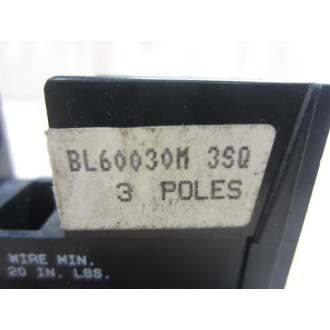 BL60030M 3SQ
3 POLES
WIRE MIN.
20 IN. LBS.